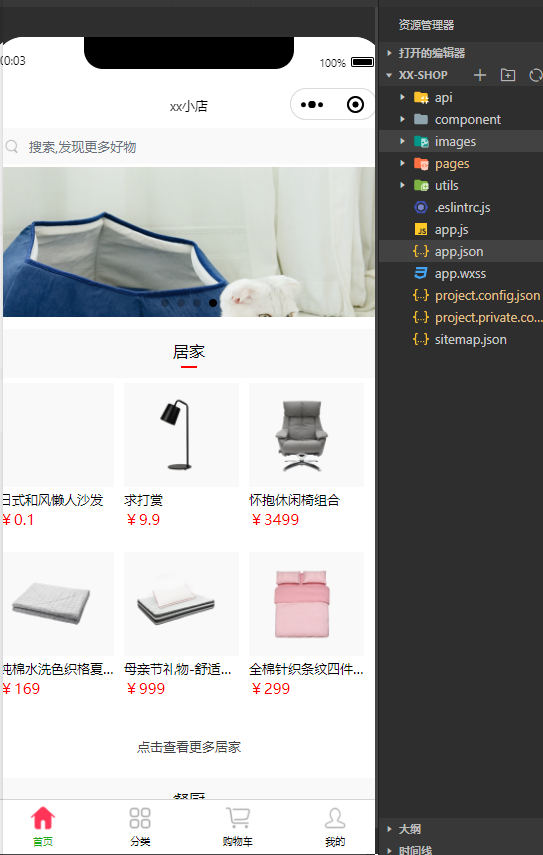 0:03
100%
xx小店
搜索,发现更多好物
居家
日式和风懒人沙发
￥0.1
求打赏
￥9.9
怀抱休闲椅组合
￥3499
纯棉水洗色织格夏...
￥169
母亲节礼物-舒适...
￥999
全棉针织条纹四件...
￥299
点击查看更多居家
餐厨
首页
分类
购物车
我的
资源管理器
打开的编辑器
XX-SHOP
api
component
images
pages
utils
.eslintrc.js
JS
app.js
{..}
app.json
app.wxss
{..}
project.config.json
{..}
project.private.co...
{..}
sitemap.json
大纲
时间线